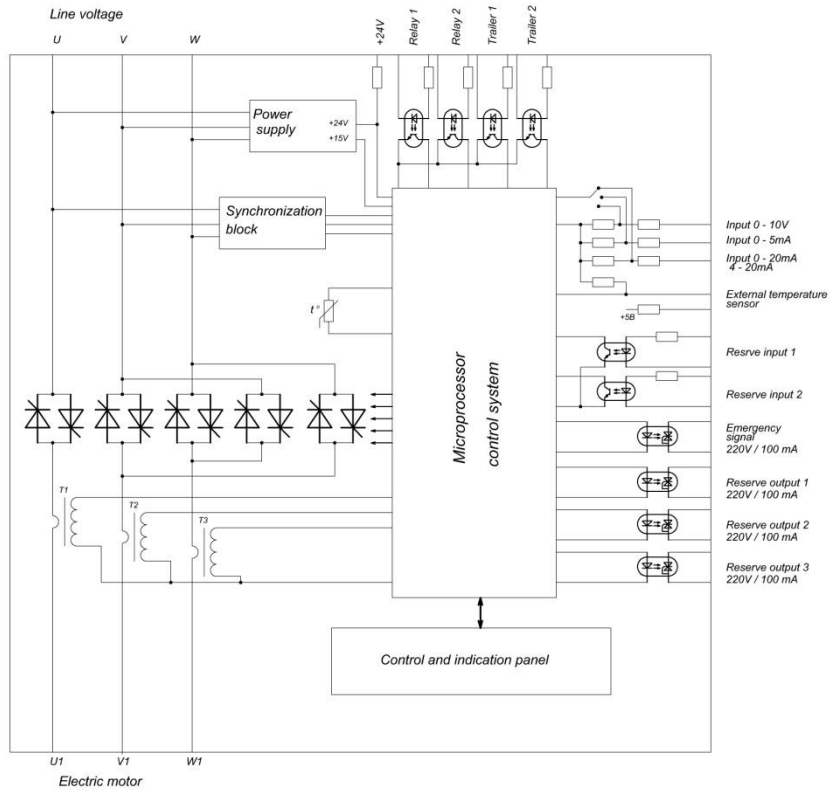 Line voltage
U V W
+24V
Relay 1
Relay 2
Trailer 1
Trailer 2
Power
supply
+24V
+15V
Synchronization
block
t°
Microprocessor
control system
Input 0 - 10V
Input 0 - 5mA
Input 0 - 20mA
4 - 20mA
External temperature
sensor
+5B
Resrve input 1
Reserve input 2
Emergency
signal
220V / 100 mA
Reserve output 1
220V / 100 mA
Reserve output 2
220V / 100 mA
Reserve output 3
220V / 100 mA
T1
T2
T3
Control and indication panel
U1 V1 W1
Electric motor